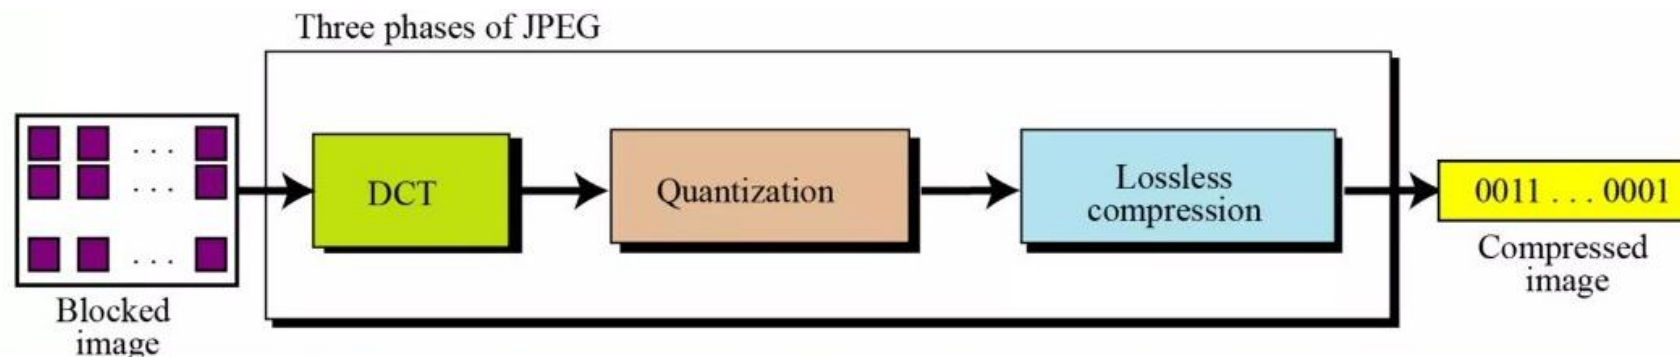 Three phases of JPEG
. . .
. . .
. . .
Blocked
image
DCT
Quantization
Lossless
compression
0011 . . . 0001
Compressed
image